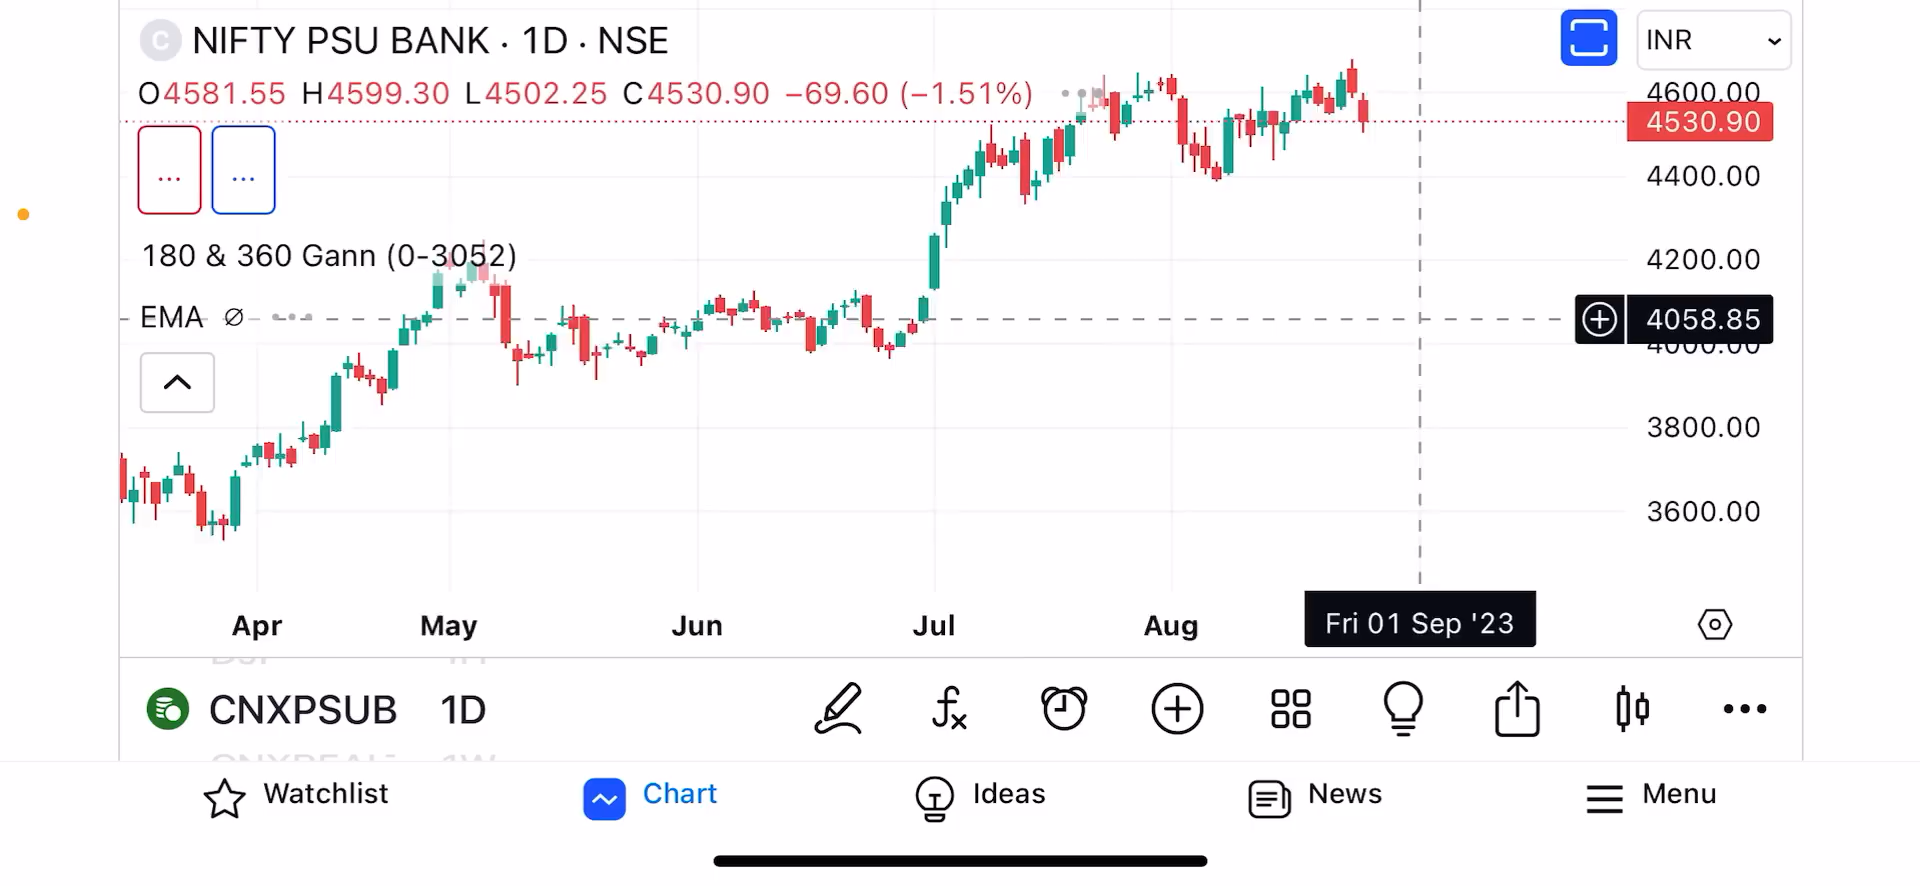 C NIFTY PSU BANK · 1D · NSE
INR
O4581.55 H4599.30 L4502.25 C4530.90 −69.60 (−1.51%)
4600.00
4530.90
4400.00
180 & 360 Gann (0-3052)
4200.00
EMA ∅
4058.85
4000.00
3800.00
3600.00
Apr May Jun Jul Aug Fri 01 Sep '23
CNXPSUB 1D
Watchlist Chart Ideas News Menu